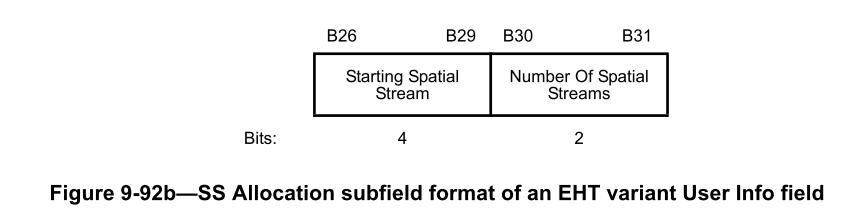 B26 B29 B30 B31
Starting Spatial Number Of Spatial
Stream Streams
Bits: 4 2
Figure 9-92b—SS Allocation subfield format of an EHT variant User Info field